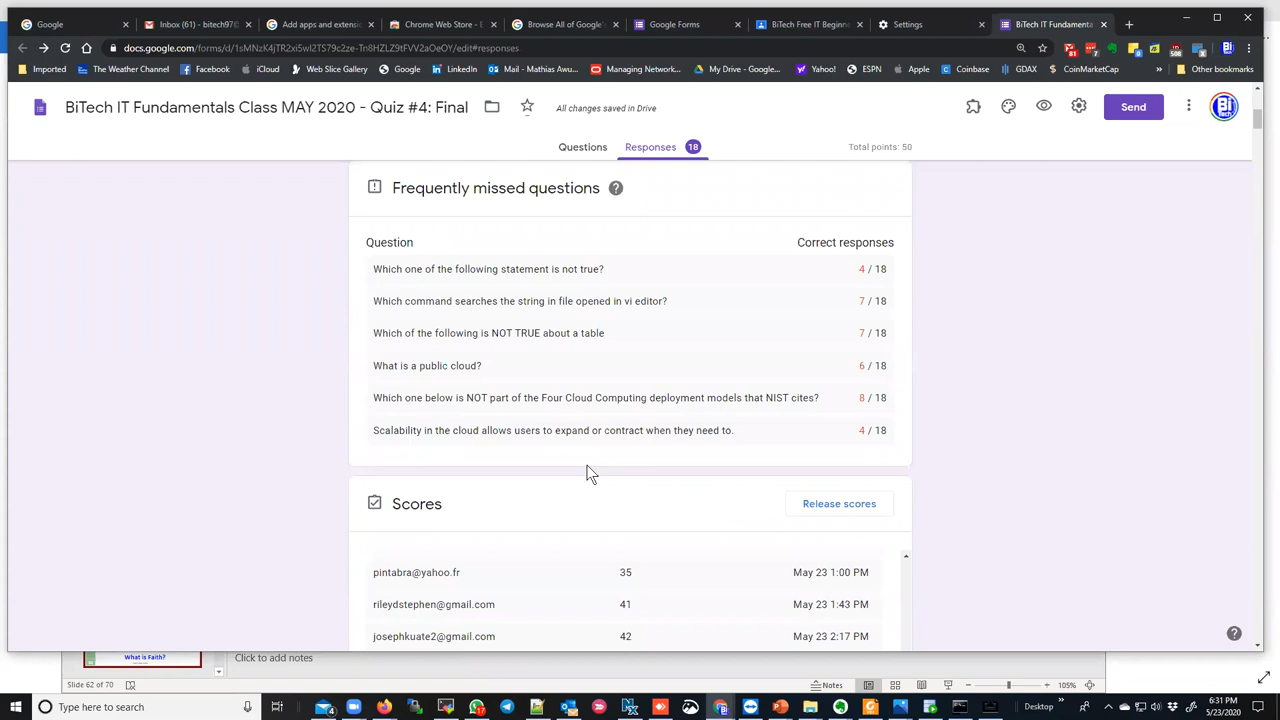 Google
Inbox (61) - bitech97@
Add apps and extensi
Chrome Web Store - E
Browse All of Google's
Google Forms
BiTech Free IT Beginne
Settings
BiTech IT Fundamenta
docs.google.com/forms/d/1sMNzK4jTR2xi5wI2TS79c2ze-Tn8HZLZ9tFVV2aOeOY/edit#responses
Imported
The Weather Channel
Facebook
iCloud
Web Slice Gallery
Google
LinkedIn
Mail - Mathias Awu...
Managing Network...
My Drive - Google...
Yahoo!
ESPN
Apple
Coinbase
GDAX
CoinMarketCap
»
Other bookmarks
BiTech IT Fundamentals Class MAY 2020 - Quiz #4: Final
All changes saved in Drive
Send
Questions
Responses 18
Total points: 50
Frequently missed questions
Question Correct responses
Which one of the following statement is not true? 4 / 18
Which command searches the string in file opened in vi editor? 7 / 18
Which of the following is NOT TRUE about a table 7 / 18
What is a public cloud? 6 / 18
Which one below is NOT part of the Four Cloud Computing deployment models that NIST cites? 8 / 18
Scalability in the cloud allows users to expand or contract when they need to. 4 / 18
Scores
Release scores
pintabra@yahoo.fr 35 May 23 1:00 PM
rileydstephen@gmail.com 41 May 23 1:43 PM
josephkuate2@gmail.com 42 May 23 2:17 PM
What is Faith?
Click to add notes
Slide 62 of 70
Notes
105%
Type here to search
Desktop
6:31 PM
5/23/2020